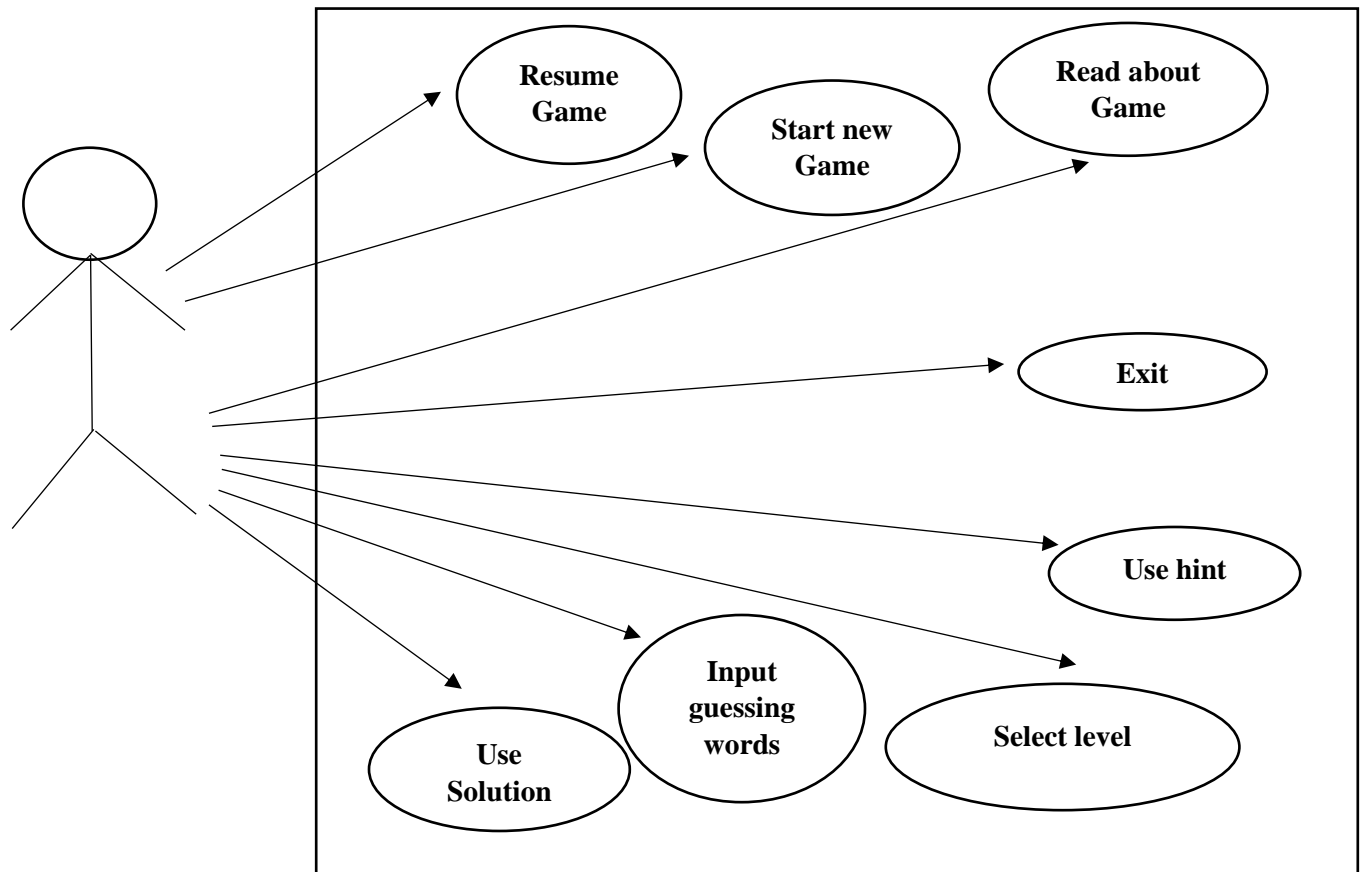 Resume
Game
Start new
Game
Read about
Game
Exit
Use hint
Input
guessing
words
Select level
Use
Solution